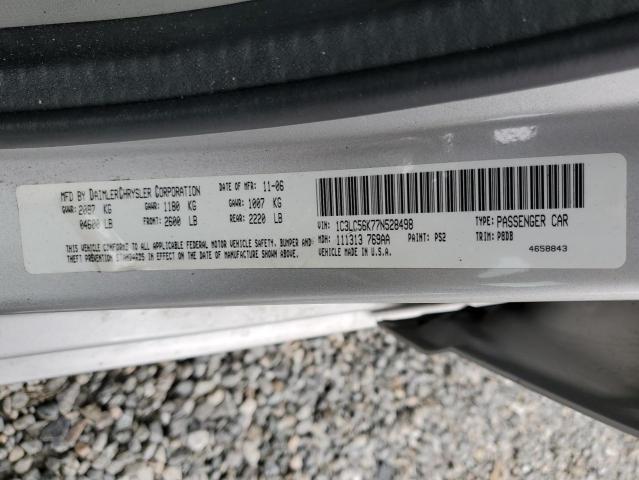 MFD BY DAIMLERCHRYSLER CORPORATION DATE OF MFR: 11-06
GVWR: 2087 KG GAWR: 1180 KG GAWR: 1007 KG
04600 LB FRONT: 2600 LB REAR: 2220 LB
THIS VEHICLE CONFORMS TO ALL APPLICABLE FEDERAL MOTOR VEHICLE SAFETY, BUMPER AND
THEFT PREVENTION STANDARDS IN EFFECT ON THE DATE OF MANUFACTURE SHOWN ABOVE.
VIN: 1C3LC56K77N528498 TYPE: PASSENGER CAR
MDH: 111313 769AA PAINT: PS2 TRIM: P8DB
VEHICLE MADE IN U.S.A. 4658843